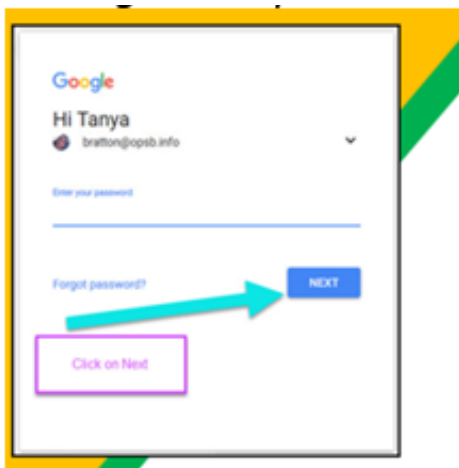 Google
Hi Tanya
bratton@opsb.info
Enter your password
Forgot password?
NEXT
Click on Next